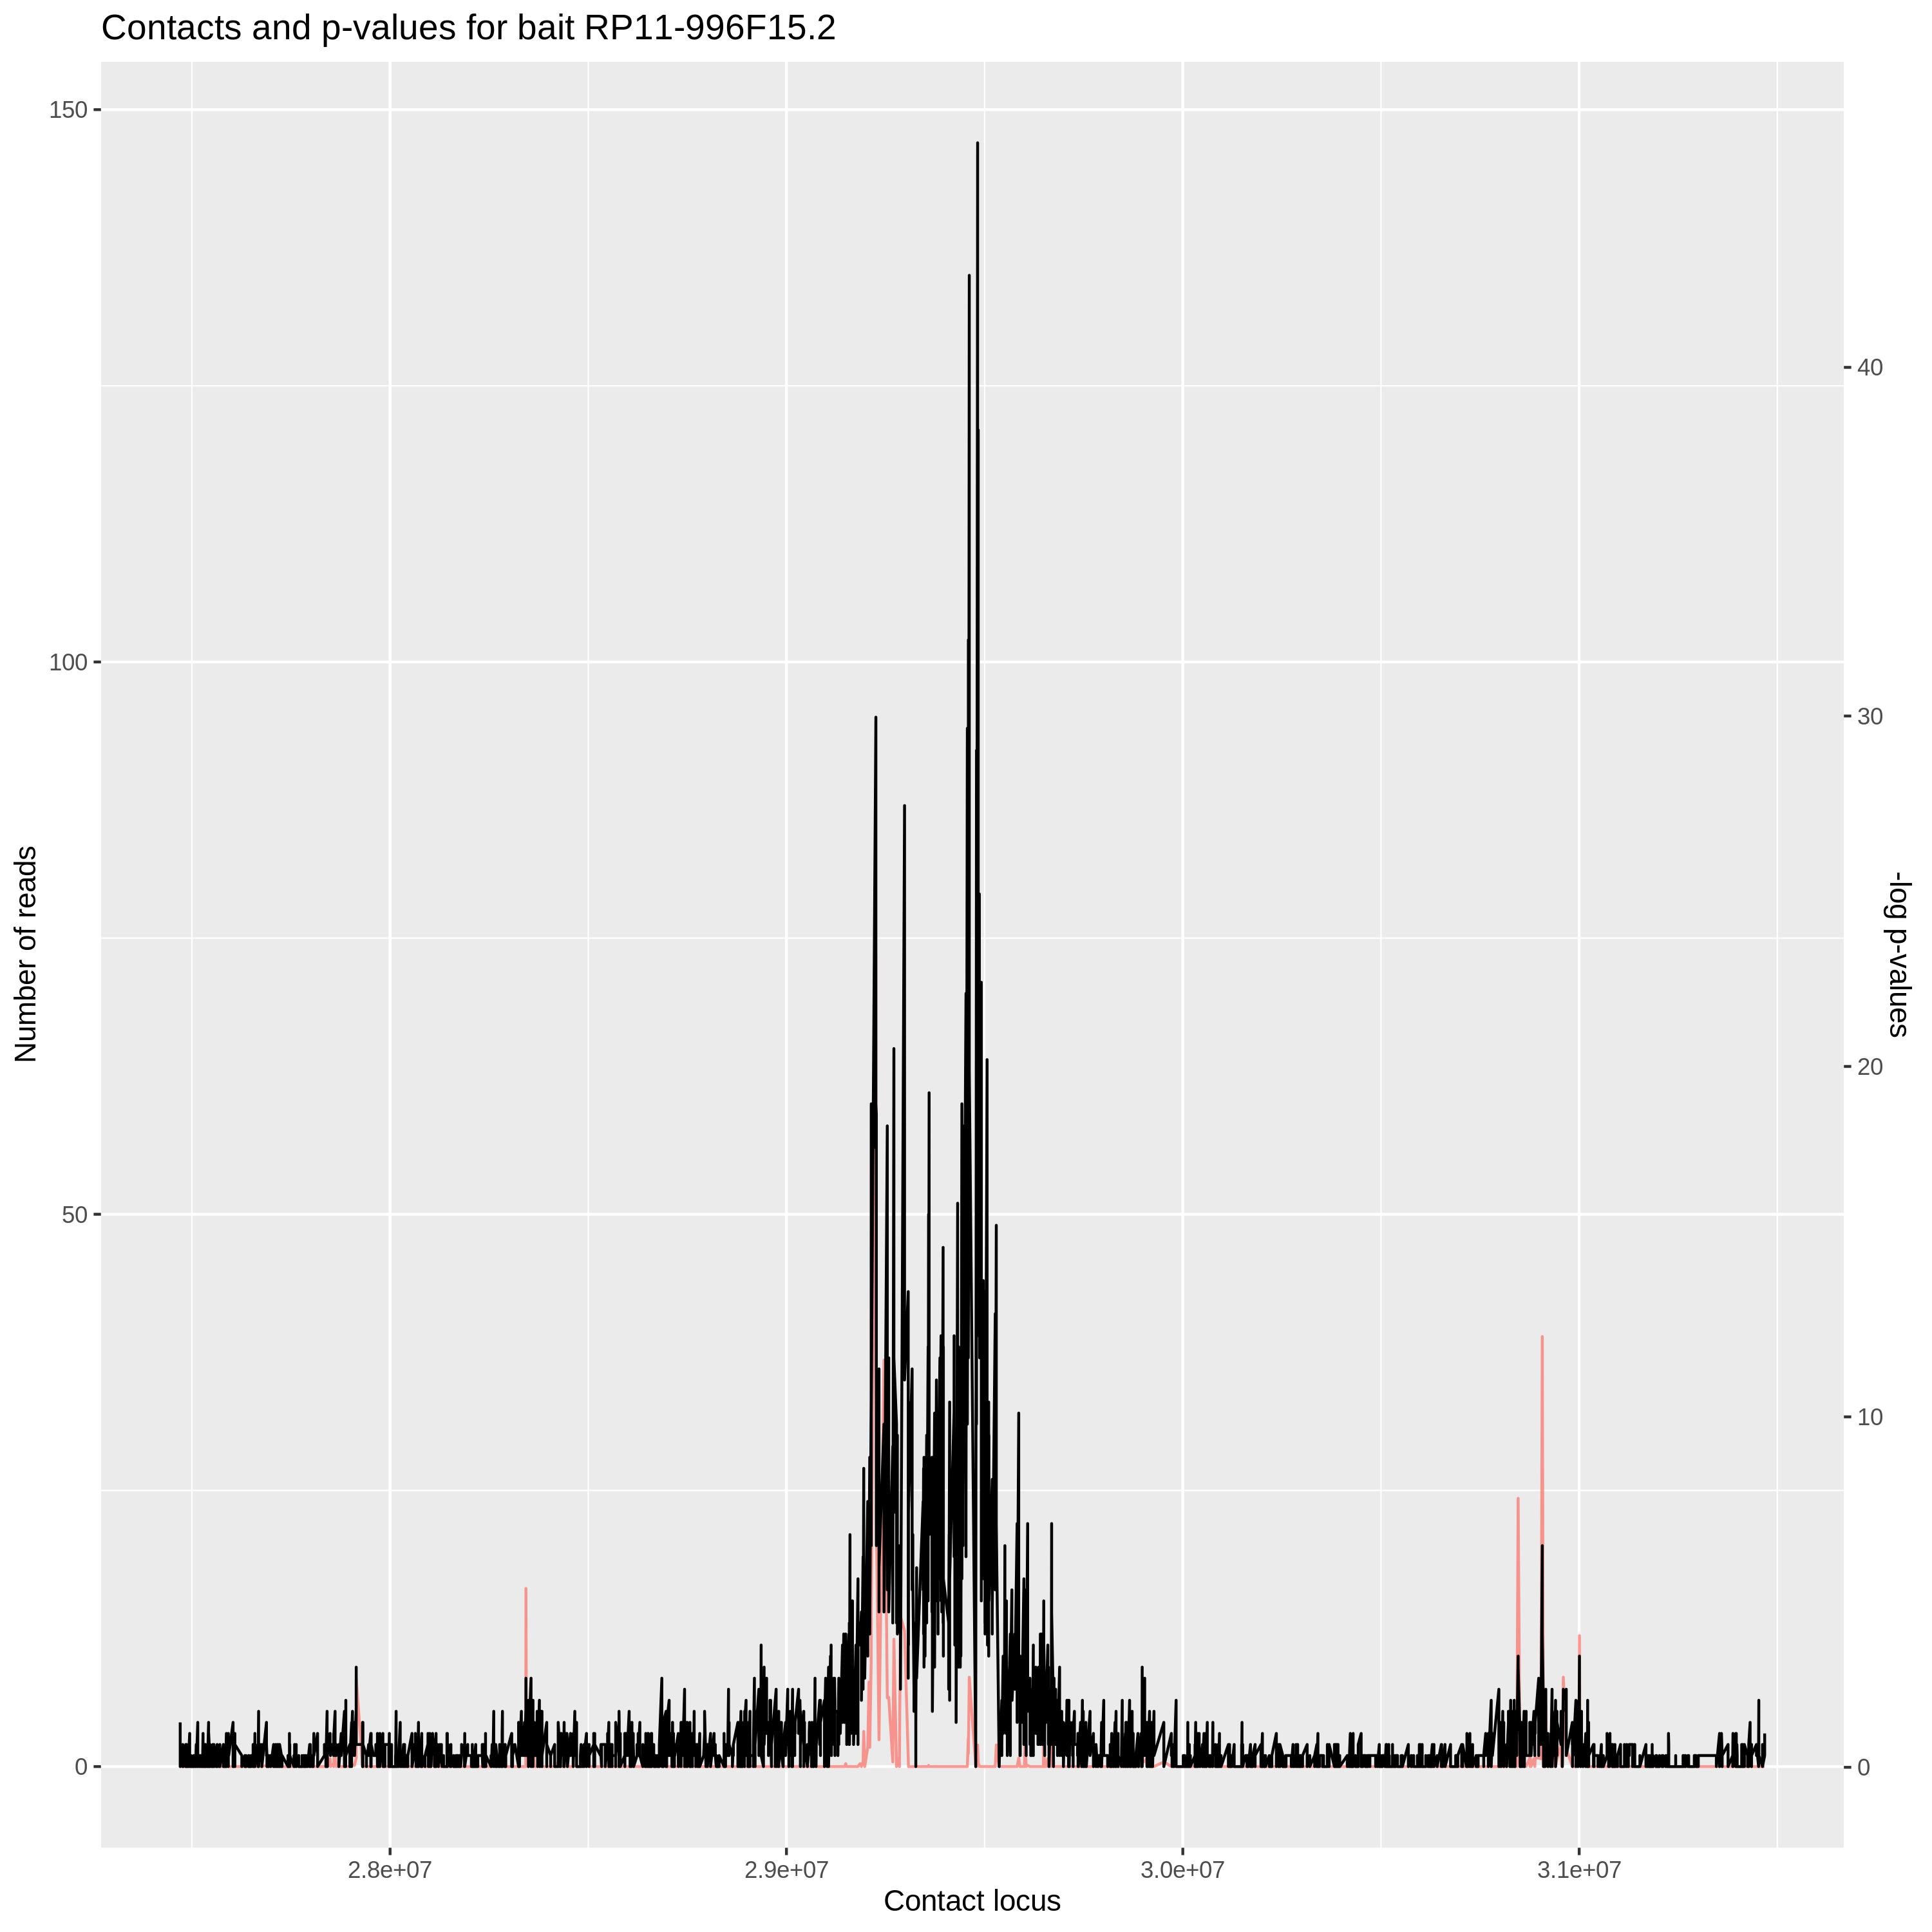 Contacts and p-values for bait RP11-996F15.2
150
100
50
0
Number of reads
40
30
20
10
0
-log p-values
2.8e+07
2.9e+07
3.0e+07
3.1e+07
Contact locus